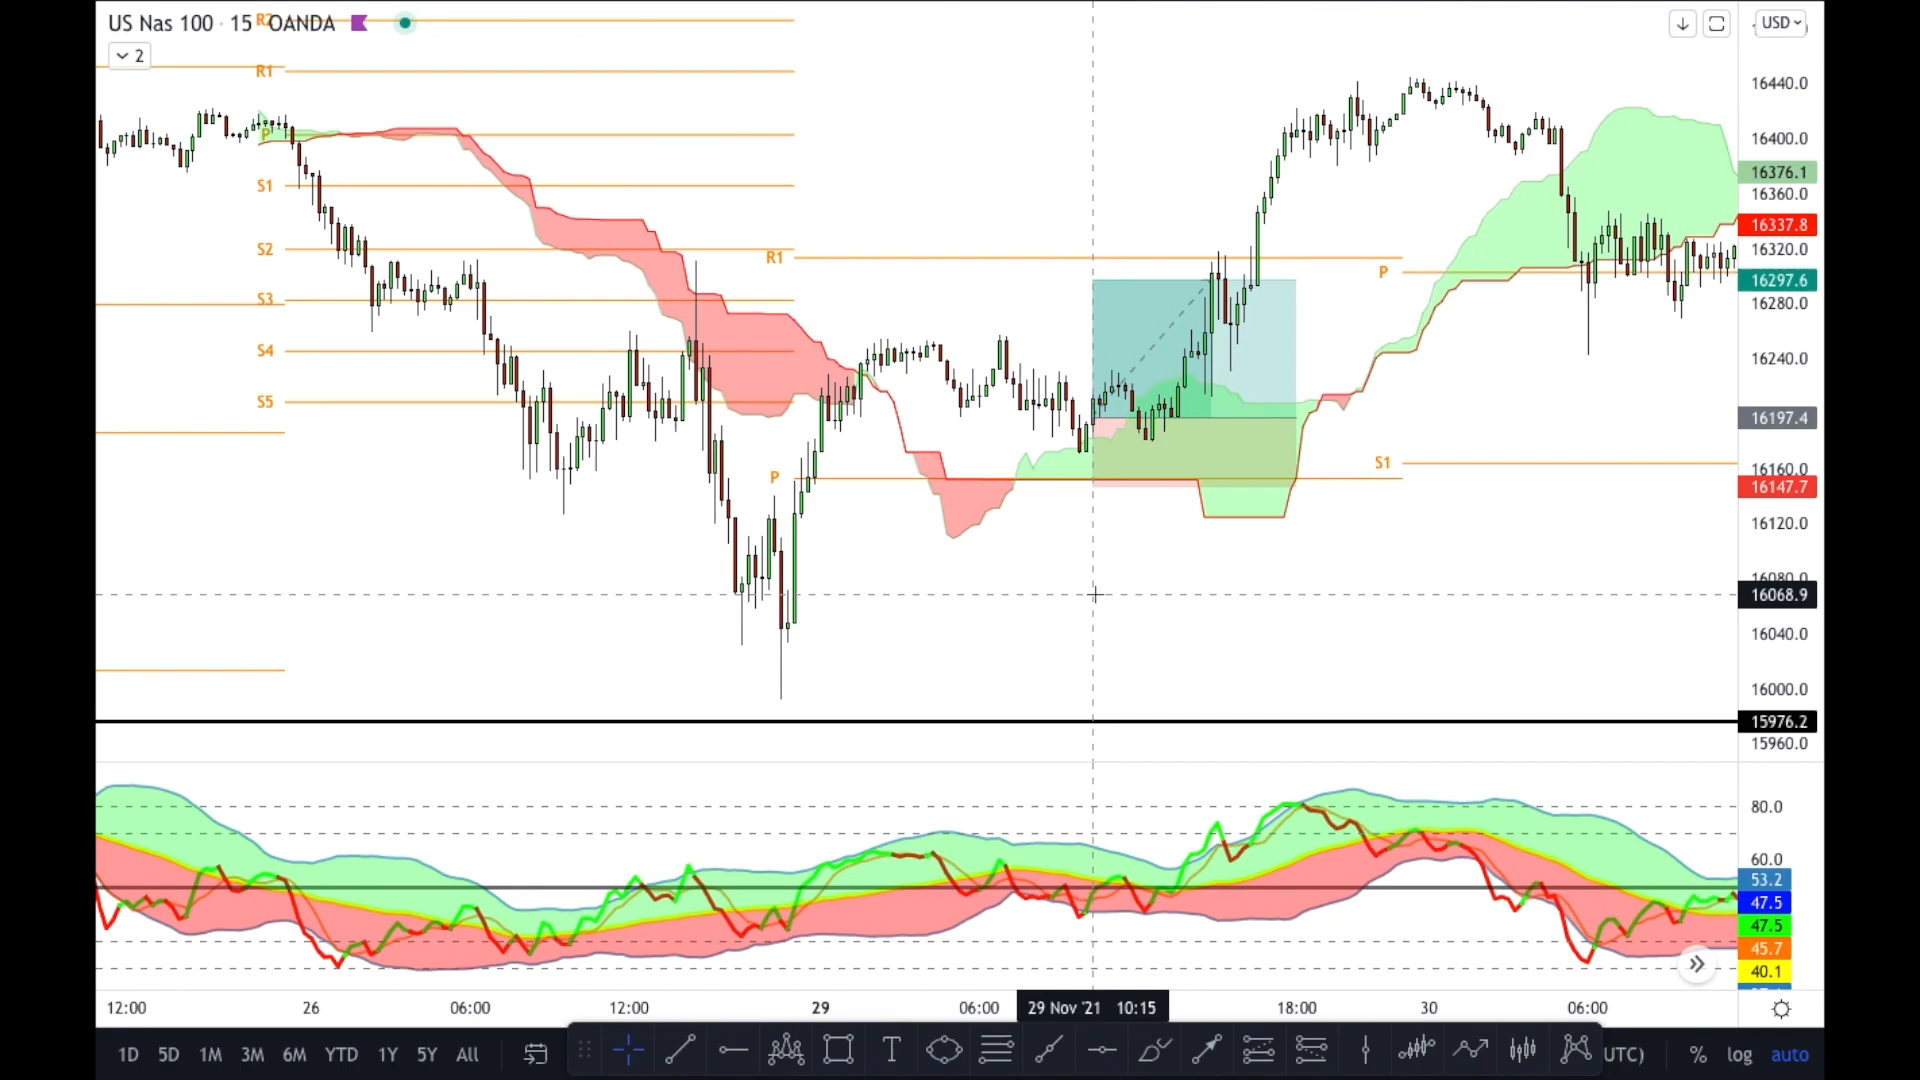 US Nas 100 · 15 OANDA
R2
2
USD
R1
P
S1
S2
S3
S4
S5
R1
P
P
S1
16440.0
16400.0
16376.1
16360.0
16337.8
16320.0
16297.6
16280.0
16240.0
16197.4
16160.0
16147.7
16120.0
16080.0
16068.9
16040.0
16000.0
15976.2
15960.0
80.0
60.0
53.2
47.5
47.5
45.7
40.1
12:00 26 06:00 12:00 29 06:00 29 Nov '21 10:15 18:00 30 06:00
1D 5D 1M 3M 6M YTD 1Y 5Y All T UTC) % log auto